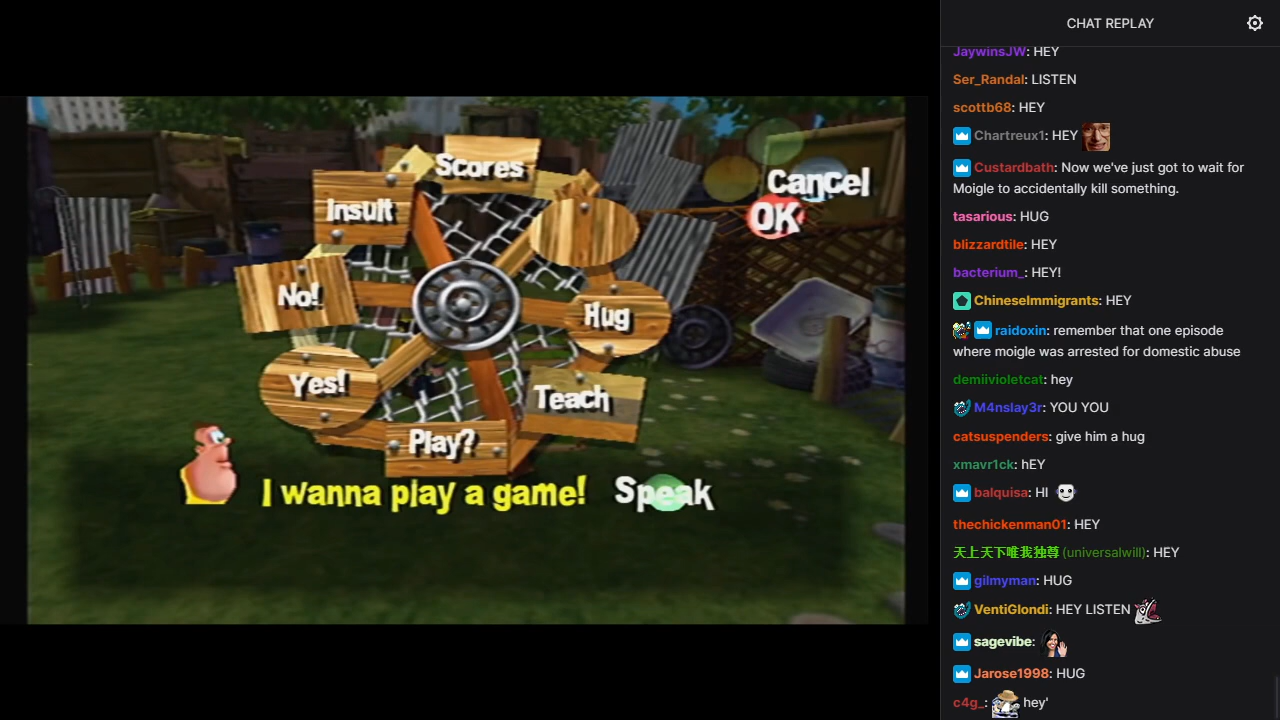 Scores
Cancel
OK
Insult
No!
Hug
Yes!
Teach
Play?
I wanna play a game!
Speak
CHAT REPLAY
JaywinsJW: HEY
Ser_Randal: LISTEN
scottb68: HEY
Chartreux1: HEY
Custardbath: Now we've just got to wait for
Moigle to accidentally kill something.
tasarious: HUG
blizzardtile: HEY
bacterium_: HEY!
ChineseImmigrants: HEY
raidoxin: remember that one episode
where moigle was arrested for domestic abuse
demiivioletcat: hey
M4nslay3r: YOU YOU
catsuspenders: give him a hug
xmavr1ck: hEY
balquisa: HI
thechickenman01: HEY
天上天下唯我独尊 (universalwill): HEY
gilmyman: HUG
VentiGlondi: HEY LISTEN
sagevibe:
Jarose1998: HUG
c4g_: hey'